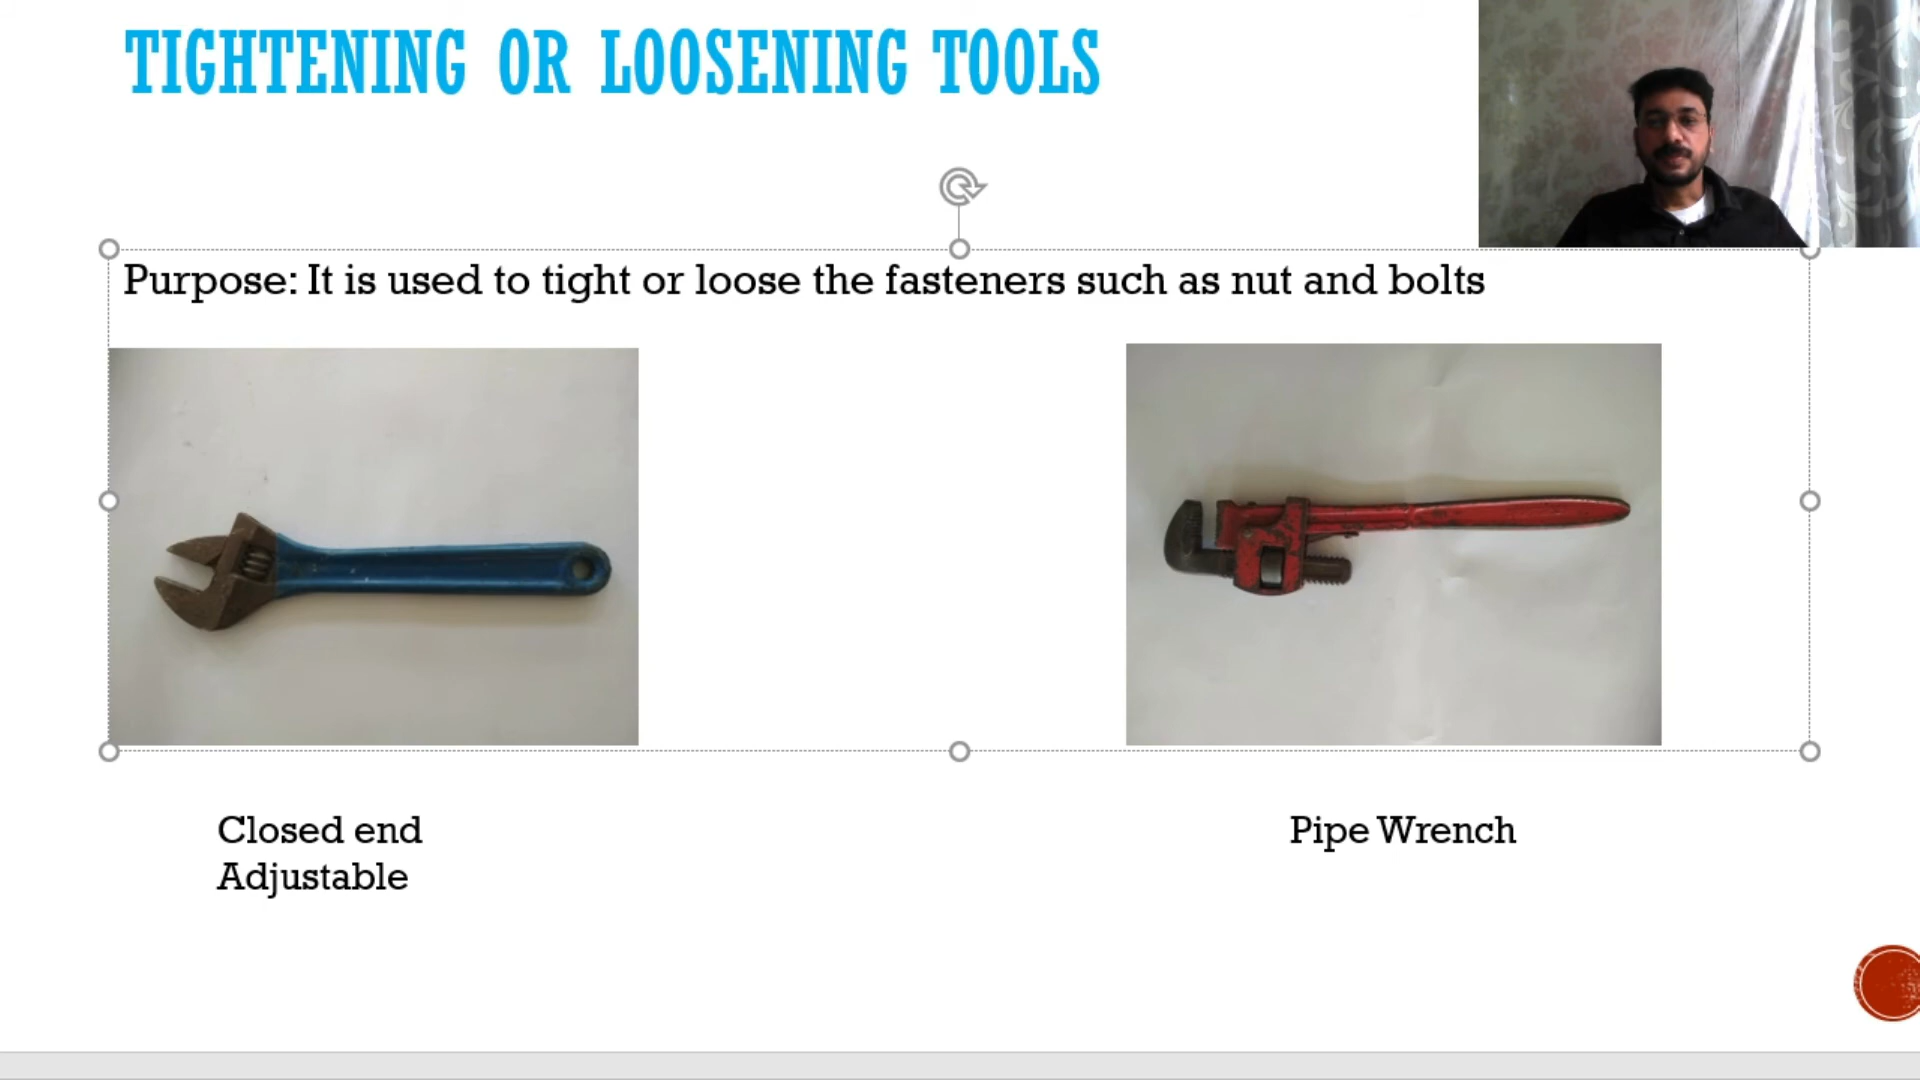 TIGHTENING OR LOOSENING TOOLS
Purpose: It is used to tight or loose the fasteners such as nut and bolts
Closed end
Adjustable
Pipe Wrench